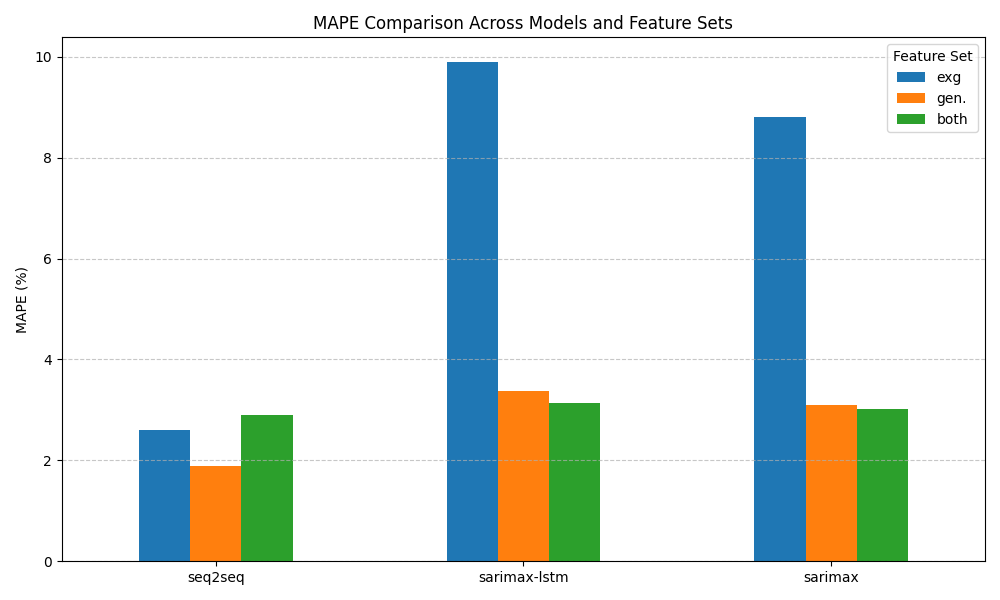 MAPE Comparison Across Models and Feature Sets
Feature Set
exg
gen.
both
MAPE (%)
10
8
6
4
2
0
seq2seq
sarimax-lstm
sarimax